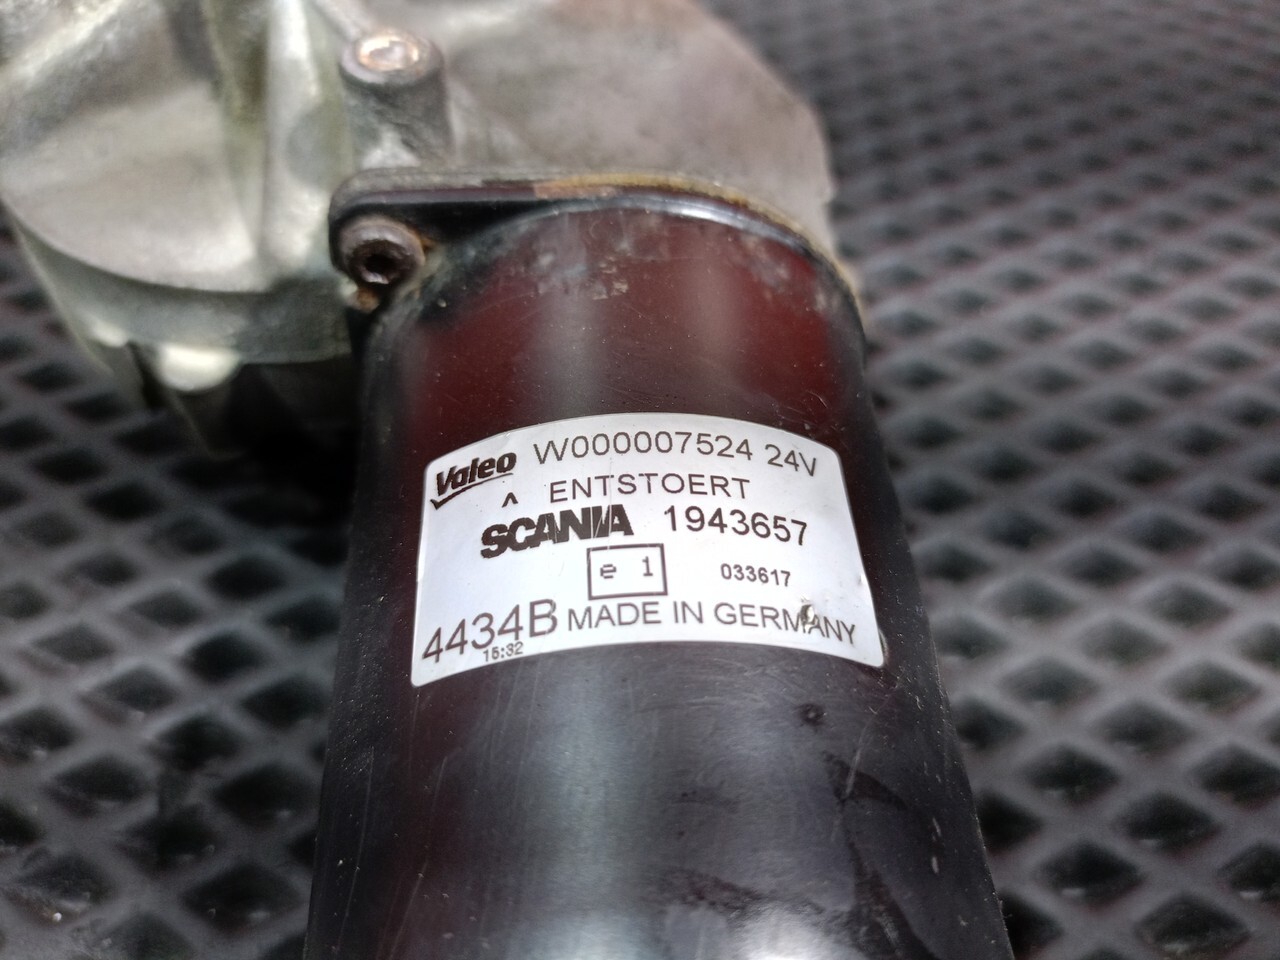 Valeo W000007524 24V
^ ENTSTOERT
SCANIA 1943657
e 1 033617
4434B MADE IN GERMANY
15:32